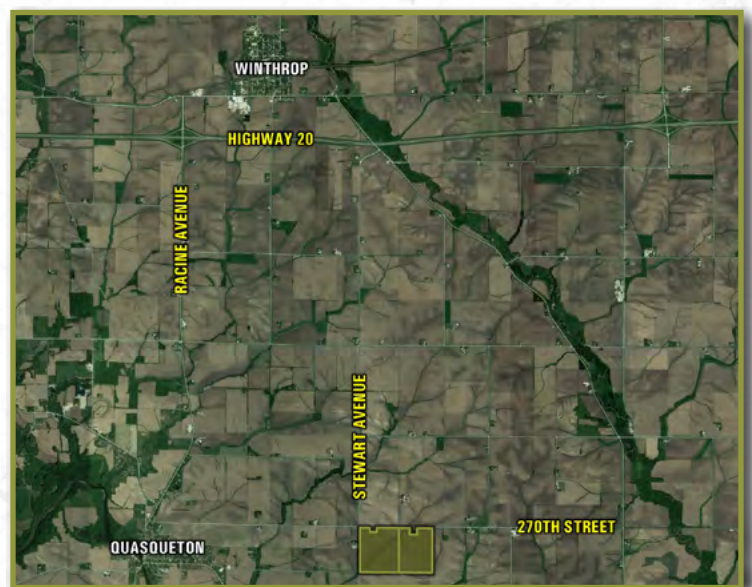 WINTHROP
HIGHWAY 20
RACINE AVENUE
STEWART AVENUE
270TH STREET
QUASQUETON